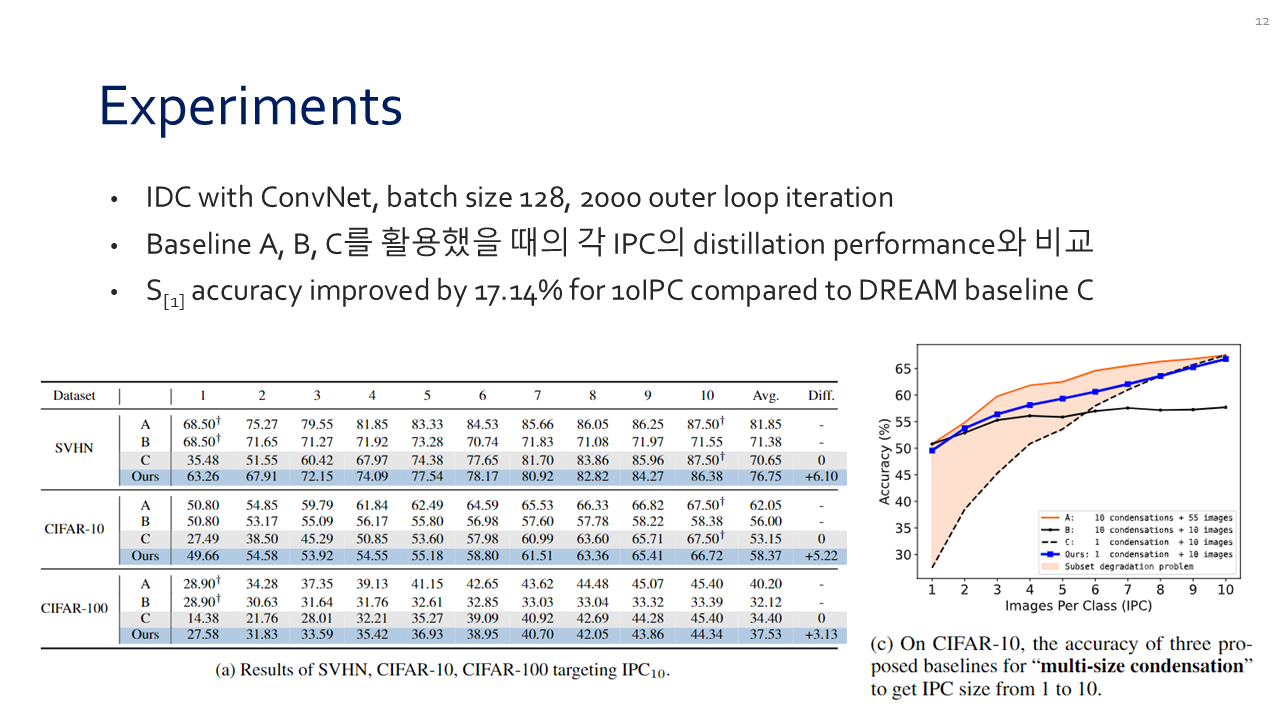 12
Experiments
• IDC with ConvNet, batch size 128, 2000 outer loop iteration
• Baseline A, B, C를 활용했을 때의 각 IPC의 distillation performance와 비교
• S[1] accuracy improved by 17.14% for 10IPC compared to DREAM baseline C
Dataset 1 2 3 4 5 6 7 8 9 10 Avg. Diff.
SVHN
A 68.50† 75.27 79.55 81.85 83.33 84.53 85.66 86.05 86.25 87.50† 81.85 -
B 68.50† 71.65 71.27 71.92 73.28 70.74 71.83 71.08 71.97 71.55 71.38 -
C 35.48 51.55 60.42 67.97 74.38 77.65 81.70 83.86 85.96 87.50† 70.65 0
Ours 63.26 67.91 72.15 74.09 77.54 78.17 80.92 82.82 84.27 86.38 76.75 +6.10
CIFAR-10
A 50.80 54.85 59.79 61.84 62.49 64.59 65.53 66.33 66.82 67.50† 62.05 -
B 50.80 53.17 55.09 56.17 55.80 56.98 57.60 57.78 58.22 58.38 56.00 -
C 27.49 38.50 45.29 50.85 53.60 57.98 60.99 63.60 65.71 67.50† 53.15 0
Ours 49.66 54.58 53.92 54.55 55.18 58.80 61.51 63.36 65.41 66.72 58.37 +5.22
CIFAR-100
A 28.90† 34.28 37.35 39.13 41.15 42.65 43.62 44.48 45.07 45.40 40.20 -
B 28.90† 30.63 31.64 31.76 32.61 32.85 33.03 33.04 33.32 33.39 32.12 -
C 14.38 21.76 28.01 32.21 35.27 39.09 40.92 42.69 44.28 45.40 34.40 0
Ours 27.58 31.83 33.59 35.42 36.93 38.95 40.70 42.05 43.86 44.34 37.53 +3.13
(a) Results of SVHN, CIFAR-10, CIFAR-100 targeting IPC10.
Accuracy (%)
65
60
55
50
45
40
35
30
A: 10 condensations + 55 images
B: 10 condensations + 10 images
C: 1 condensation + 10 images
Ours: 1 condensation + 10 images
Subset degradation problem
1 2 3 4 5 6 7 8 9 10
Images Per Class (IPC)
(c) On CIFAR-10, the accuracy of three pro-
posed baselines for “multi-size condensation”
to get IPC size from 1 to 10.